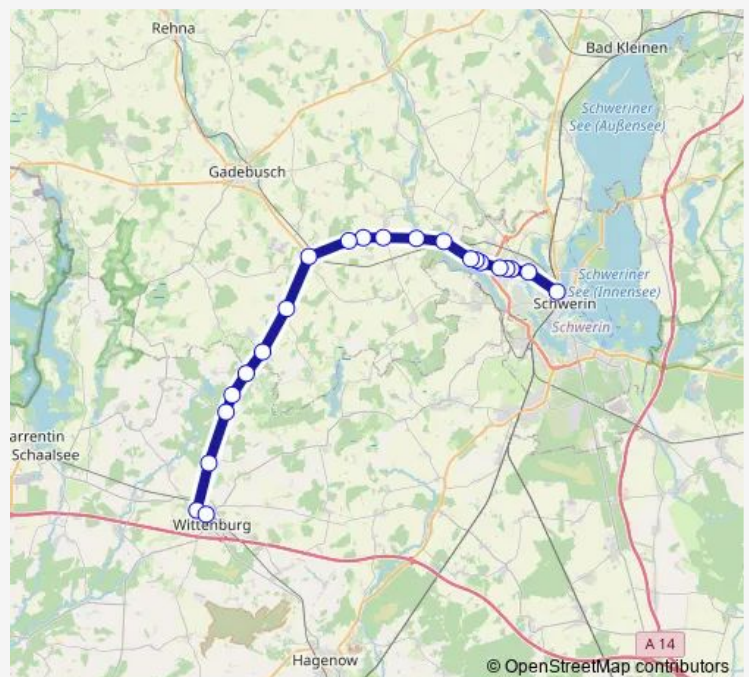 Rehna
Bad Kleinen
Schweriner
See (Außensee)
Gadebusch
Schweriner
See (Innensee)
Schwerin
Schwerin
arrentin
Schaalsee
Wittenburg
A 14
Hagenow
© OpenStreetMap contributors